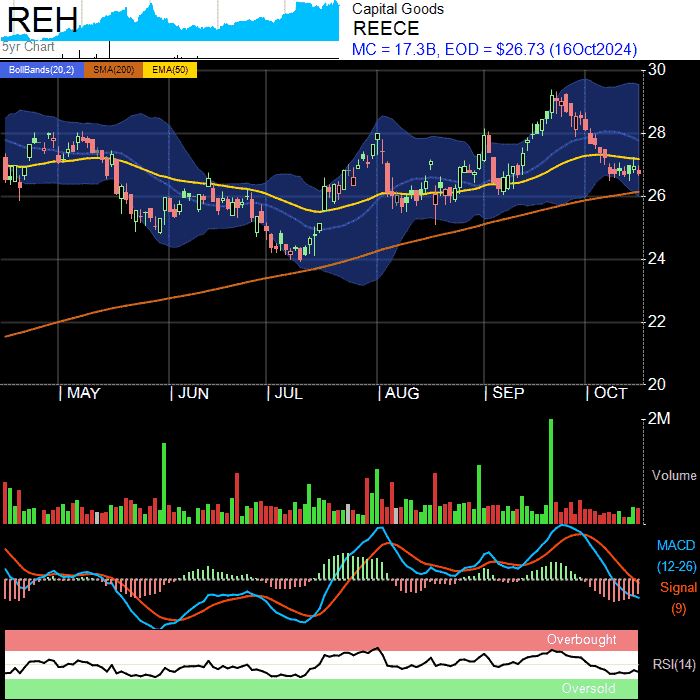 REH
5yr Chart
Capital Goods
REECE
MC = 17.3B, EOD = $26.73 (16Oct2024)
BollBands(20,2) SMA(200) EMA(50)
30
28
26
24
22
20
MAY JUN JUL AUG SEP OCT
2M
Volume
MACD
(12-26)
Signal
(9)
Overbought
RSI(14)
Oversold